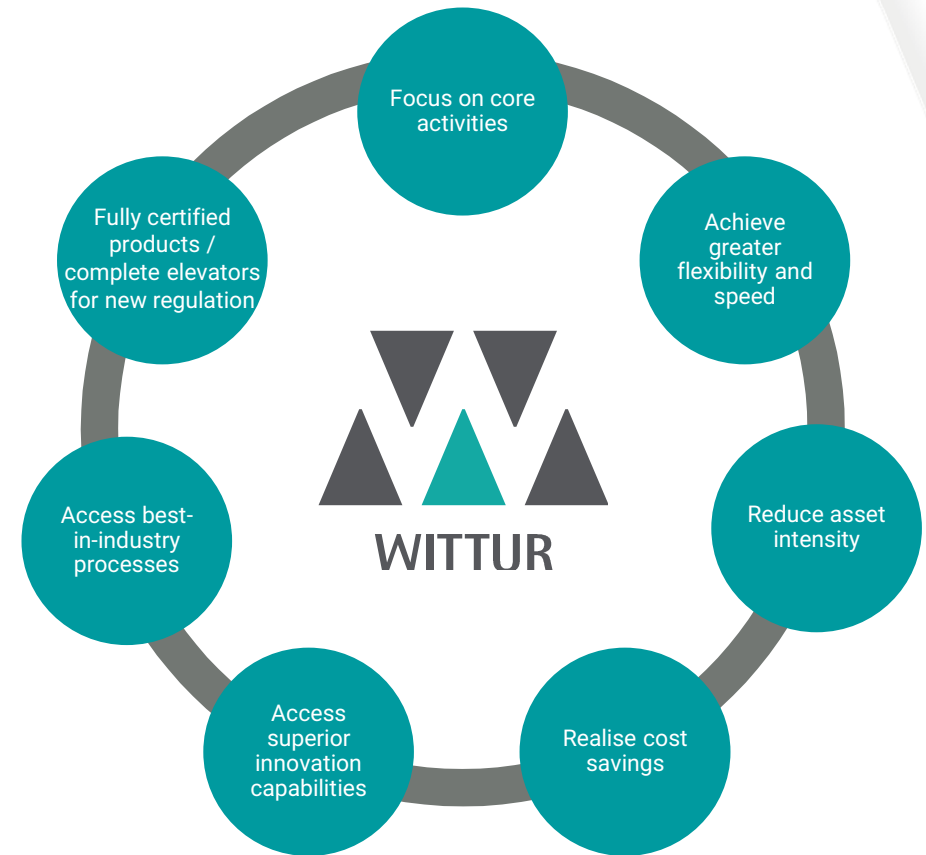 Focus on core
activities
Achieve
greater
flexibility and
speed
Reduce asset
intensity
Realise cost
savings
Access
superior
innovation
capabilities
Access best-
in-industry
processes
Fully certified
products /
complete elevators
for new regulation
WITTUR